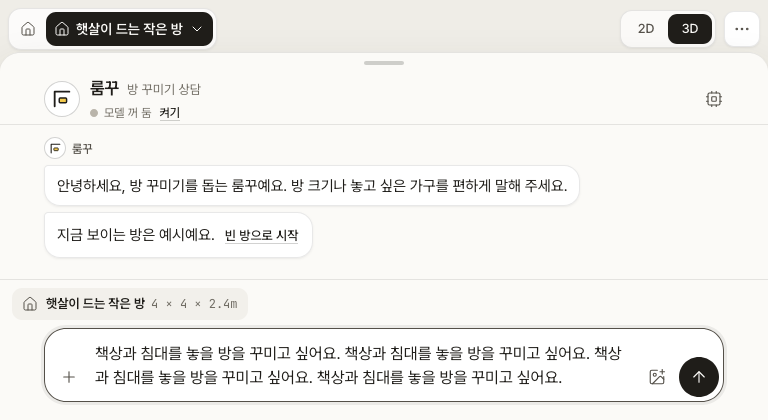 햇살이 드는 작은 방
2D 3D
룸꾸 방 꾸미기 상담
모델 꺼 둠 켜기
룸꾸
안녕하세요, 방 꾸미기를 돕는 룸꾸예요. 방 크기나 놓고 싶은 가구를 편하게 말해 주세요.
지금 보이는 방은 예시예요. 빈 방으로 시작
햇살이 드는 작은 방 4 × 4 × 2.4m
책상과 침대를 놓을 방을 꾸미고 싶어요. 책상과 침대를 놓을 방을 꾸미고 싶어요. 책상
과 침대를 놓을 방을 꾸미고 싶어요. 책상과 침대를 놓을 방을 꾸미고 싶어요.